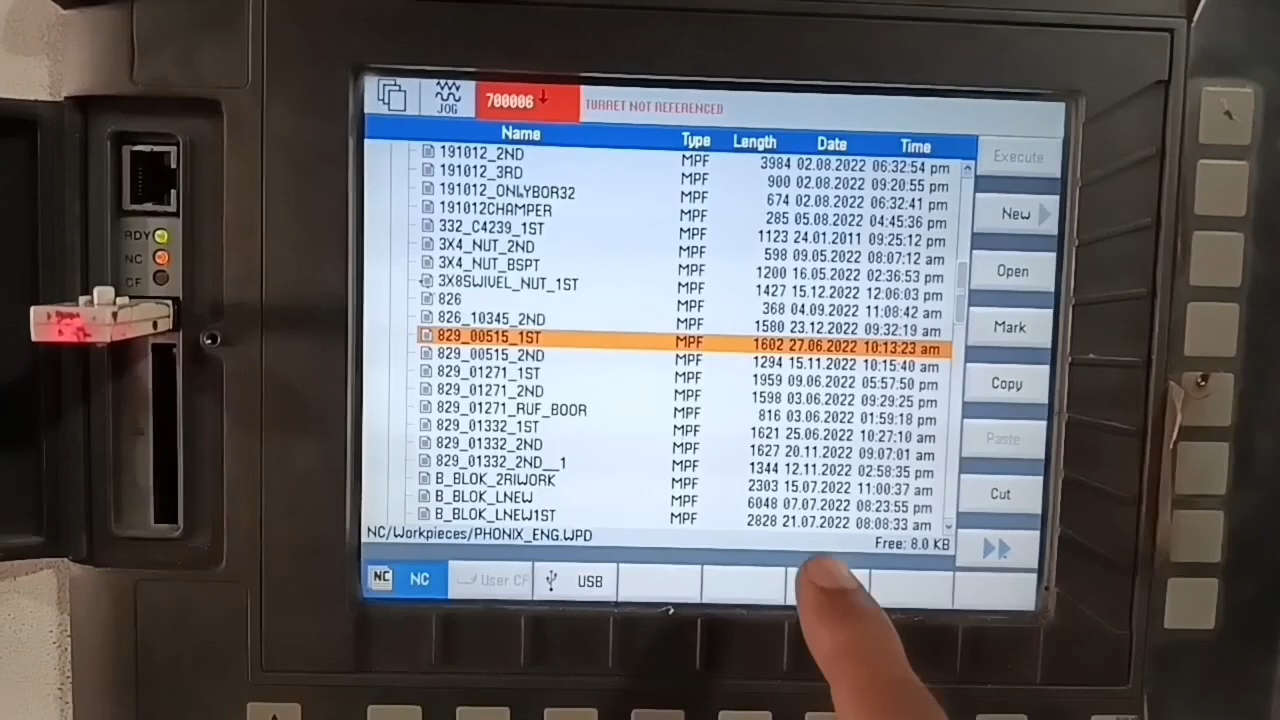 JOG
700006
TURRET NOT REFERENCED
Name Type Length Date Time
191012_2ND MPF 3984 02.08.2022 06:32:54 pm
191012_3RD MPF 900 02.08.2022 09:20:55 pm
191012_ONLYBOR32 MPF 674 02.08.2022 06:32:41 pm
191012CHAMPER MPF 285 05.08.2022 04:45:36 pm
332_C4239_1ST MPF 1123 24.01.2011 09:25:12 pm
3X4_NUT_2ND MPF 598 09.05.2022 08:07:12 am
3X4_NUT_BSPT MPF 1200 16.05.2022 02:36:53 pm
3X8SWIVEL_NUT_1ST MPF 1427 15.12.2022 12:06:03 pm
826 MPF 368 04.09.2022 11:08:42 am
826_10345_2ND MPF 1580 23.12.2022 09:32:19 am
829_00515_1ST MPF 1602 27.06.2022 10:13:23 am
829_00515_2ND MPF 1294 15.11.2022 10:15:40 am
829_01271_1ST MPF 1959 09.06.2022 05:57:50 pm
829_01271_2ND MPF 1598 03.06.2022 09:29:25 pm
829_01271_RUF_BOOR MPF 816 03.06.2022 01:59:18 pm
829_01332_1ST MPF 1621 25.06.2022 10:27:10 am
829_01332_2ND MPF 1627 20.11.2022 09:07:01 am
829_01332_2ND__1 MPF 1344 12.11.2022 02:58:35 pm
B_BLOK_2RIWORK MPF 2303 15.07.2022 11:00:37 am
B_BLOK_LNEW MPF 6048 07.07.2022 08:23:55 pm
B_BLOK_LNEW1ST MPF 2828 21.07.2022 08:08:33 am
NC/Workpieces/PHONIX_ENG.WPD Free: 8.0 KB
NC NC User CF USB
Execute
New
Open
Mark
Copy
Paste
Cut
RDY
NC
CF